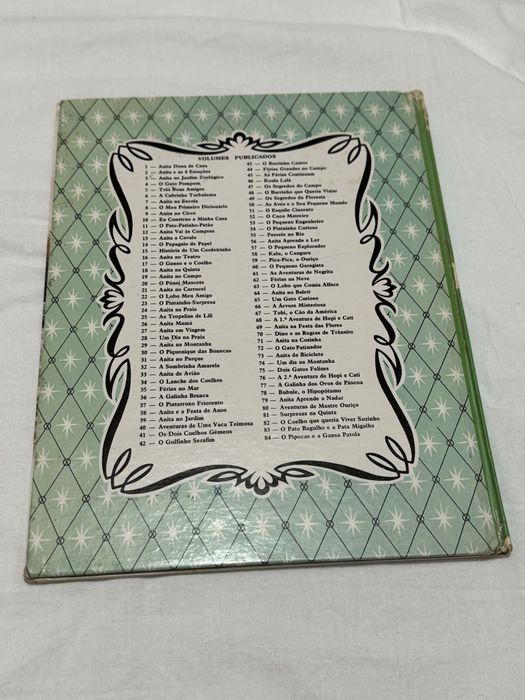 VOLUMES PUBLICADOS
1 — Anita Dona de Casa
2 — Anita e as 4 Estações
3 — Anita no Jardim Zoológico
4 — O Gato Pompom
5 — Três Bons Amigos
6 — A Cabrinha Turbulenta
7 — Anita na Escola
8 — O Meu Primeiro Dicionário
9 — Anita no Circo
10 — Eu Construo a Minha Casa
11 — O Pato-Patinho-Patão
12 — Anita Vai às Compras
13 — Anita a Cavalo
14 — O Papagaio de Papel
15 — História de Um Cordeirinho
16 — Anita no Teatro
17 — O Ganso e o Coelho
18 — Anita na Quinta
19 — Anita no Campo
20 — O Pónei Mascote
21 — Anita no Carrocel
22 — O Lobo Meu Amigo
23 — O Pintainho-Surpresa
24 — Anita na Praia
25 — As Tropelias de Lili
26 — Anita Mamã
27 — Anita em Viagem
28 — Um Dia na Praia
29 — Anita na Montanha
30 — O Piquenique das Bonecas
31 — Anita no Parque
32 — A Sombrinha Amarela
33 — Anita de Avião
34 — O Lanche dos Coelhos
35 — Férias no Mar
36 — A Galinha Branca
37 — O Pintarroxo Friorento
38 — Anita e a Festa de Anos
39 — Anita no Jardim
40 — Aventuras de Uma Vaca Teimosa
41 — Os Dois Coelhos Gémeos
42 — O Golfinho Serafim
43 — O Burrinho Castor
44 — Férias Grandes no Campo
45 — As Férias Continuam
46 — Koala Lalá
47 — Os Segredos do Campo
48 — O Burrinho que Queria Viajar
49 — Os Segredos da Floresta
50 — As Aves e o Seu Pequeno Mundo
51 — O Esquilo Cinzento
52 — O Cuco Matreiro
53 — O Pequeno Engenheiro
54 — O Pintainho Curioso
55 — Passeio no Rio
56 — Anita Aprende a Ler
57 — O Pequeno Explorador
58 — Kalu, o Canguru
59 — Pica-Pica, o Ouriço
60 — O Pequeno Garagista
61 — As Aventuras de Negrita
62 — Férias na Neve
63 — O Lobo que Comia Alface
64 — Anita no Ballet
65 — Um Gato Curioso
66 — A Árvore Misteriosa
67 — Tobi, o Cão da América
68 — A 1.ª Aventura de Hopi e Cati
69 — Anita na Festa das Flores
70 — Dino e as Regras de Trânsito
71 — Anita na Cozinha
72 — O Gato Patinador
73 — Anita de Bicicleta
74 — Um dia na Montanha
75 — Dois Gatos Felizes
76 — A 2.ª Aventura de Hopi e Cati
77 — A Galinha dos Ovos de Páscoa
78 — Bubule, o Hipopótamo
79 — Anita Aprende a Nadar
80 — Aventuras de Mestre Ouriço
81 — Surpresas na Quinta
82 — O Coelho que queria Viver Sozinho
83 — O Pato Bagulho e a Pata Migalha
84 — O Pipocas e a Gansa Patola